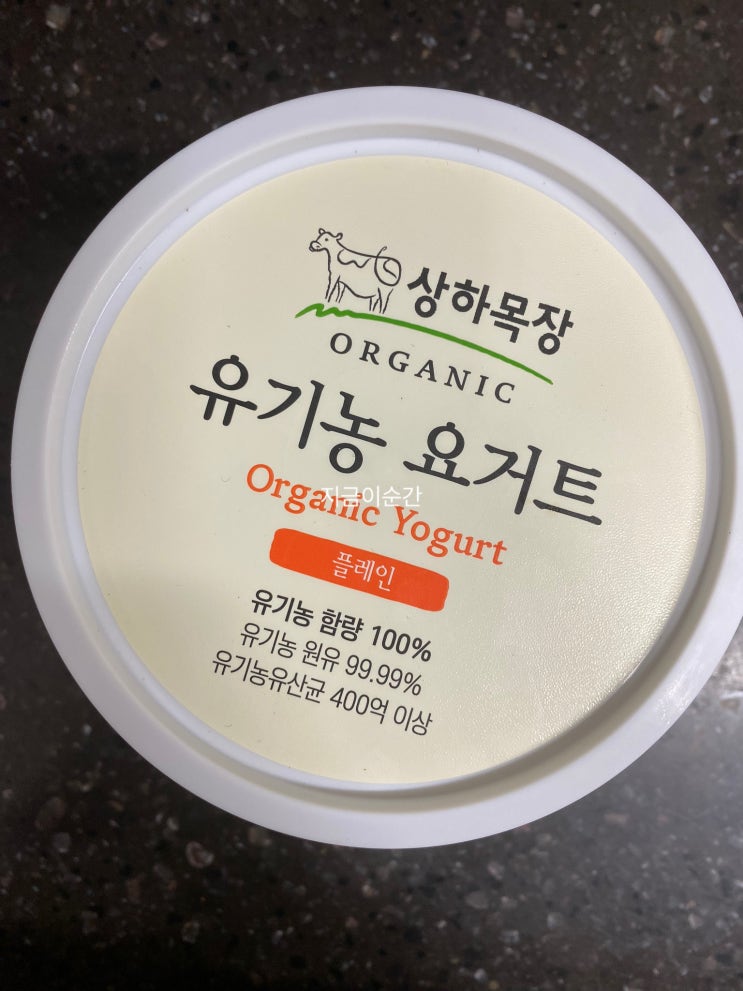 상하목장
ORGANIC
유기농 요거트
Organic Yogurt
지금이순간
플레인
유기농 함량 100%
유기농 원유 99.99%
유기농유산균 400억 이상